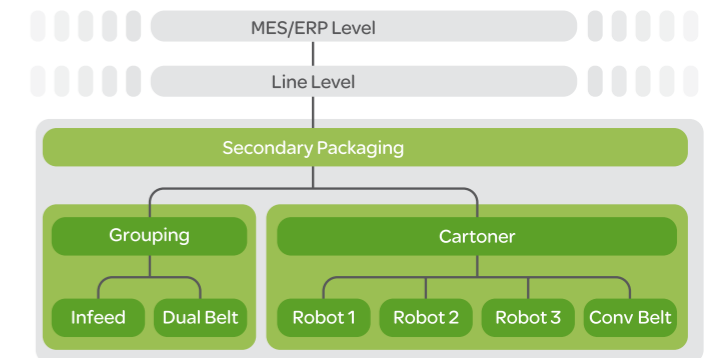 MES/ERP Level
Line Level
Secondary Packaging
Grouping
Cartoner
Infeed
Dual Belt
Robot 1
Robot 2
Robot 3
Conv Belt